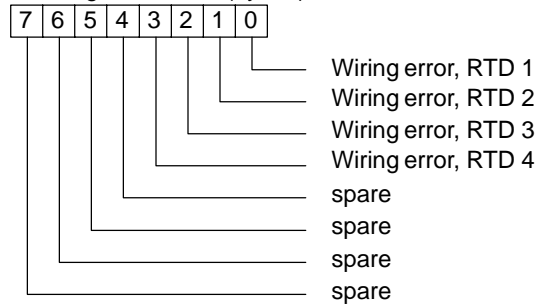 7 6 5 4 3 2 1 0
Wiring error, RTD 1
Wiring error, RTD 2
Wiring error, RTD 3
Wiring error, RTD 4
spare
spare
spare
spare